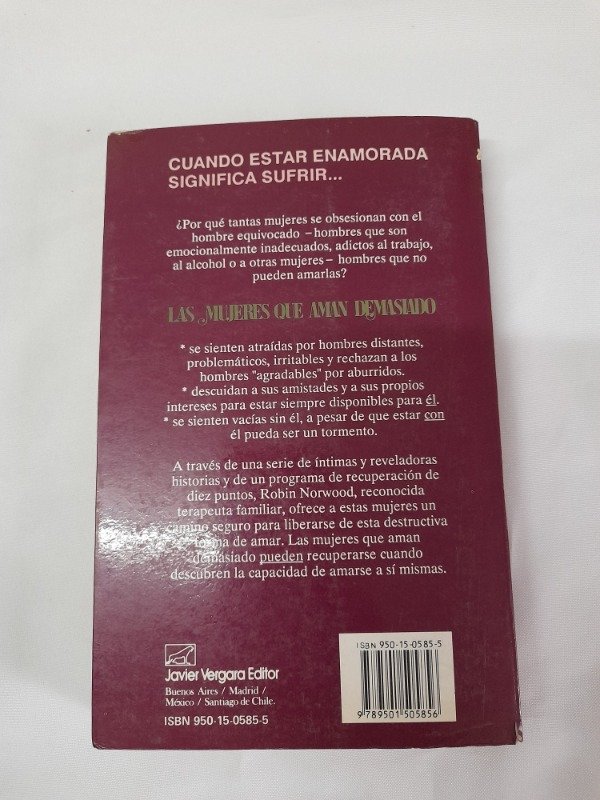 CUANDO ESTAR ENAMORADA
SIGNIFICA SUFRIR...
¿Por qué tantas mujeres se obsesionan con el
hombre equivocado –hombres que son
emocionalmente inadecuados, adictos al trabajo,
al alcohol o a otras mujeres– hombres que no
pueden amarlas?
LAS MUJERES QUE AMAN DEMASIADO
* se sienten atraídas por hombres distantes,
problemáticos, irritables y rechazan a los
hombres "agradables" por aburridos.
* descuidan a sus amistades y a sus propios
intereses para estar siempre disponibles para él.
* se sienten vacías sin él, a pesar de que estar con
él pueda ser un tormento.
A través de una serie de íntimas y reveladoras
historias y de un programa de recuperación de
diez puntos, Robin Norwood, reconocida
terapeuta familiar, ofrece a estas mujeres un
camino seguro para liberarse de esta destructiva
de amar. Las mujeres que aman
demasiado pueden recuperarse cuando
descubren la capacidad de amarse a sí mismas.
Javier Vergara Editor
Buenos Aires / Madrid /
México / Santiago de Chile.
ISBN 950-15-0585-5
ISBN 950-15-0585-5
9 789501 505856